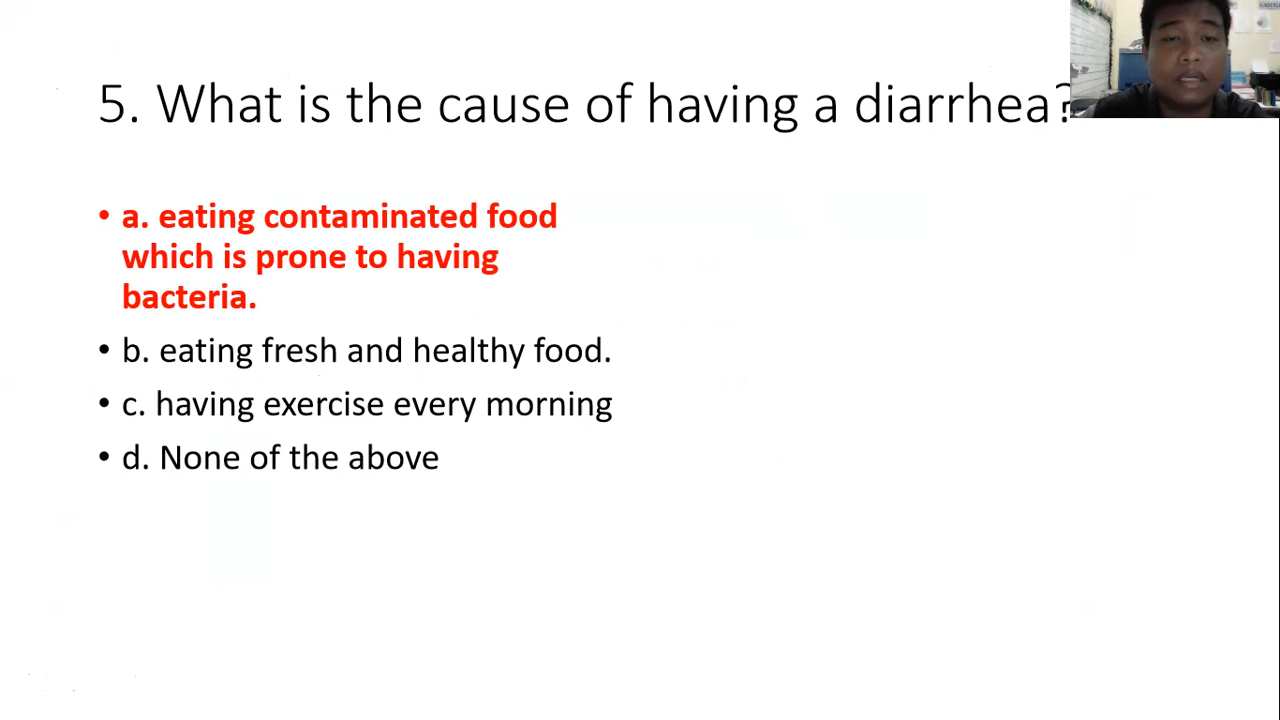 5. What is the cause of having a diarrhea?
• a. eating contaminated food
which is prone to having
bacteria.
• b. eating fresh and healthy food.
• c. having exercise every morning
• d. None of the above